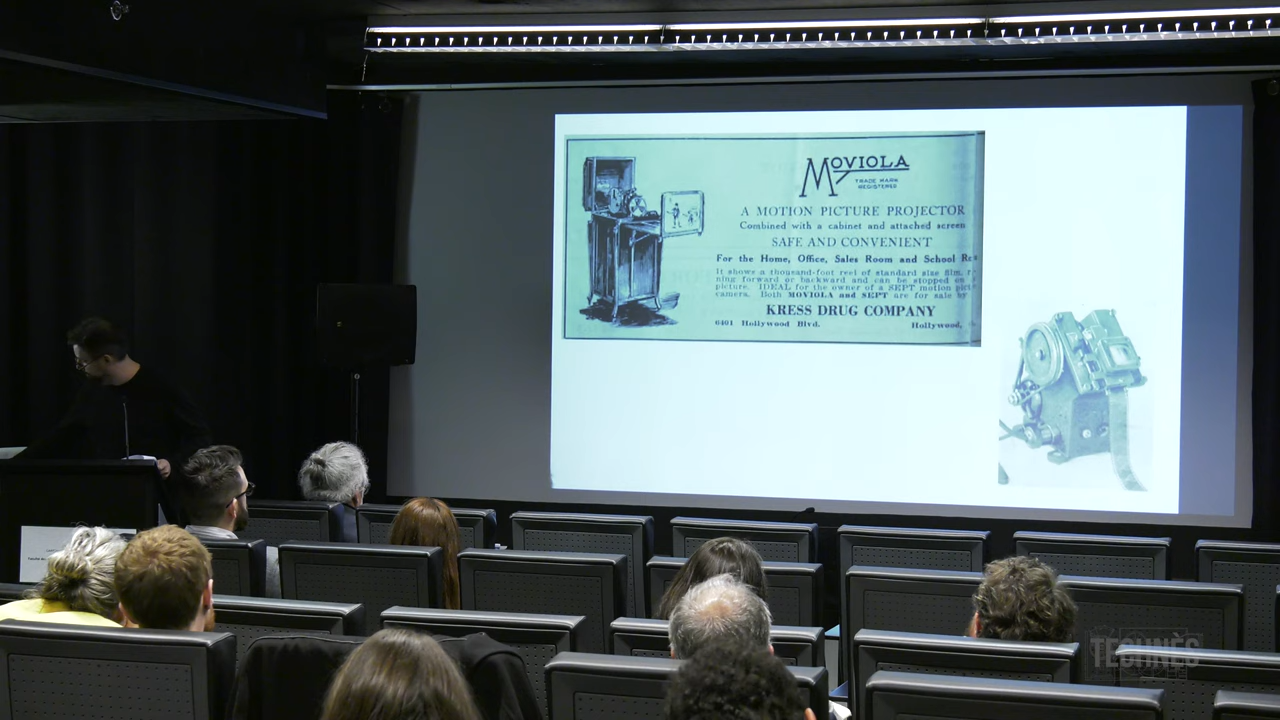 MOVIOLA
TRADE MARK
REGISTERED
A MOTION PICTURE PROJECTOR
Combined with a cabinet and attached screen
SAFE AND CONVENIENT
For the Home, Office, Sales Room and School
It shows a thousand-foot reel of standard size film,
ning forward or backward and can be stopped on
picture. IDEAL for the owner of a SEPT motion
camera. Both MOVIOLA and SEPT are for sale by
KRESS DRUG COMPANY
6401 Hollywood Blvd. Hollywood,
TECHNÈS